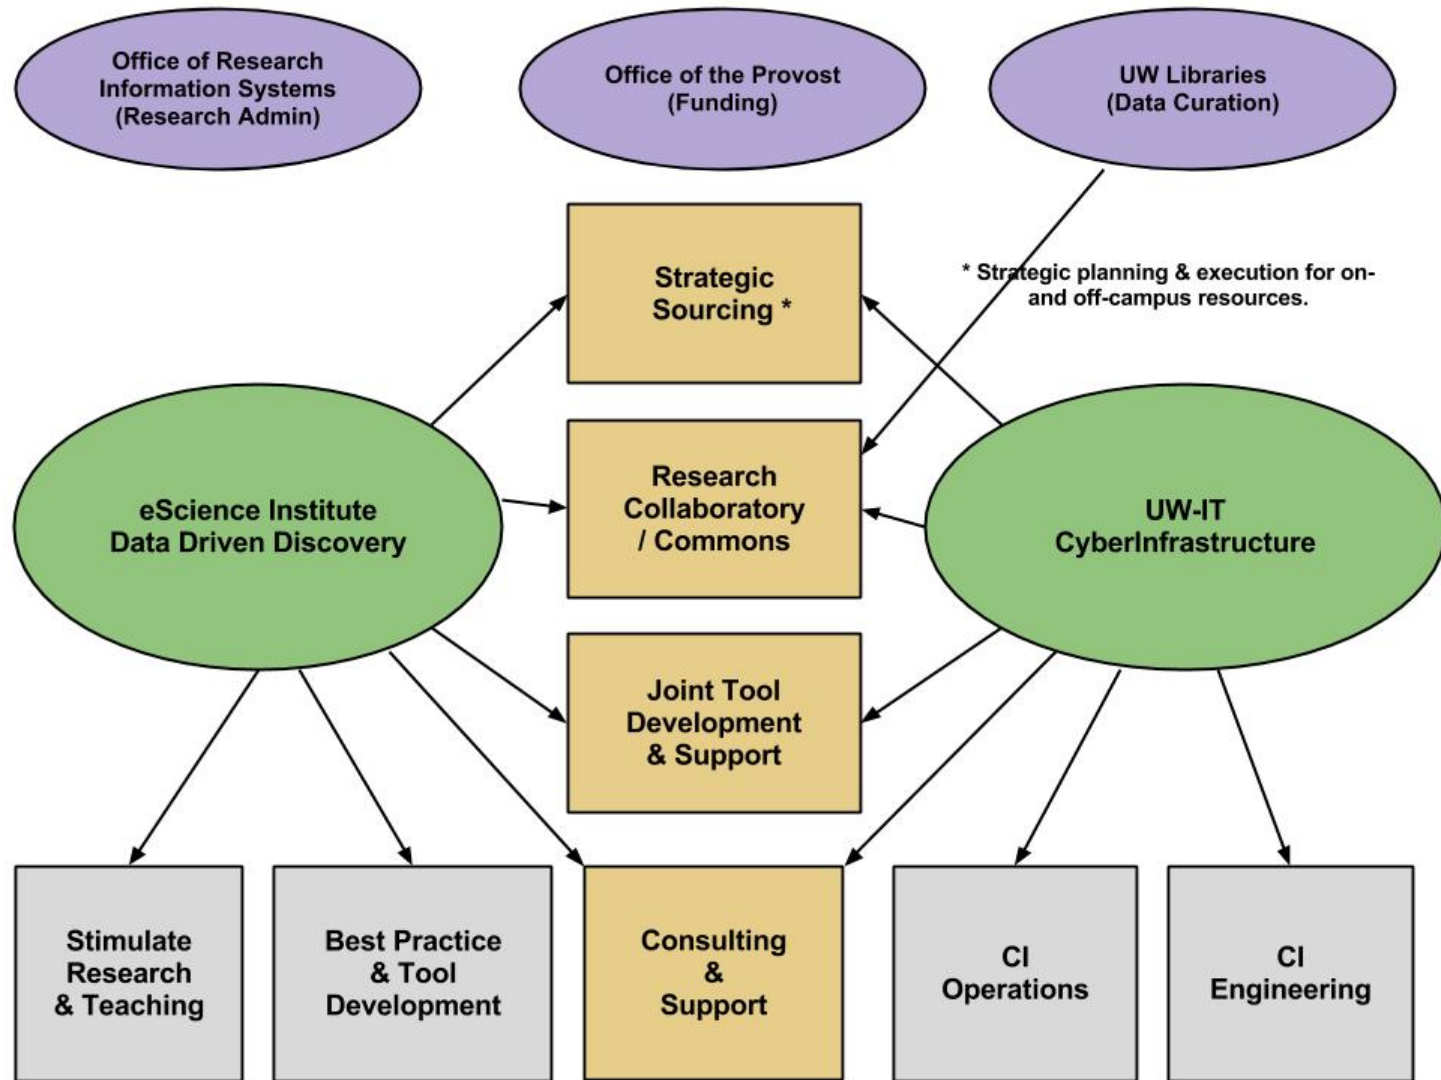 Office of Research
Information Systems
(Research Admin)
Office of the Provost
(Funding)
UW Libraries
(Data Curation)
Strategic
Sourcing *
* Strategic planning & execution for on-
and off-campus resources.
eScience Institute
Data Driven Discovery
Research
Collaboratory
/ Commons
UW-IT
CyberInfrastructure
Joint Tool
Development
& Support
Stimulate
Research
& Teaching
Best Practice
& Tool
Development
Consulting
&
Support
CI
Operations
CI
Engineering